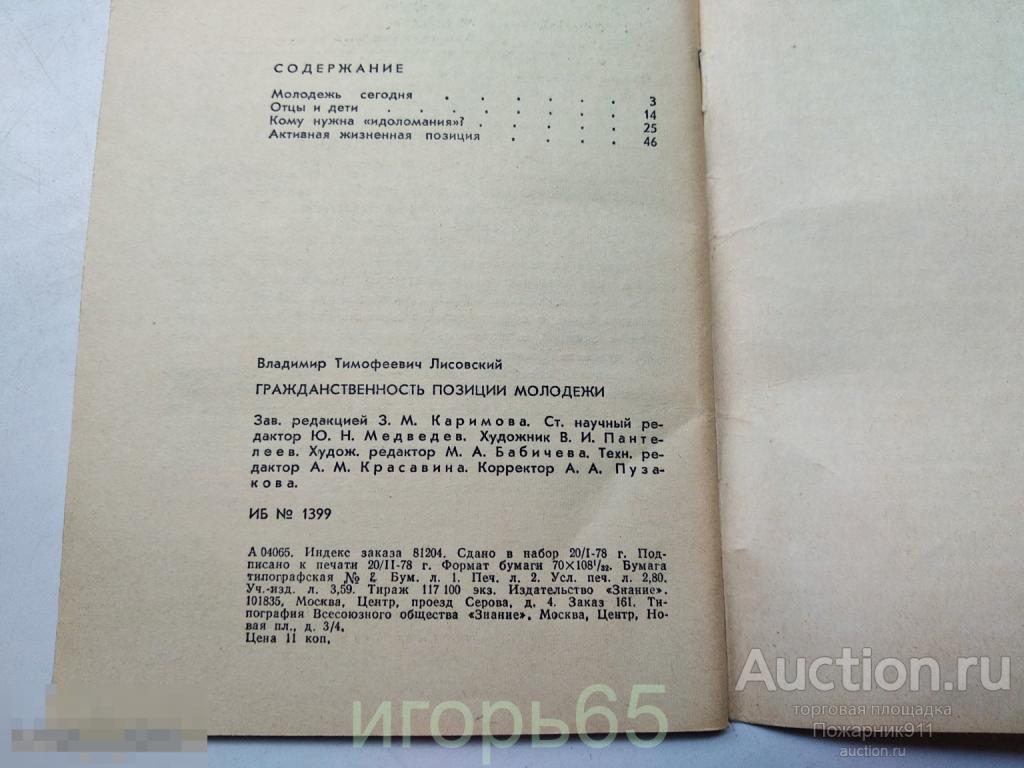 СОДЕРЖАНИЕ
Молодежь сегодня . . . . . . 3
Отцы и дети . . . . . . . . 14
Кому нужна «идоломания»? . . . . . 25
Активная жизненная позиция . . . . 46
Владимир Тимофеевич Лисовский
ГРАЖДАНСТВЕННОСТЬ ПОЗИЦИИ МОЛОДЕЖИ
Зав. редакцией З. М. Каримова. Ст. научный ре-
дактор Ю. Н. Медведев. Художник В. И. Панте-
леев. Худож. редактор М. А. Бабичева. Техн. ре-
дактор А. М. Красавина. Корректор А. А. Пуза-
кова.
ИБ № 1399
А 04065. Индекс заказа 81204. Сдано в набор 20/I-78 г. Под-
писано к печати 20/II-78 г. Формат бумаги 70×108¹/₃₂. Бумага
типографская № 2. Бум. л. 1. Печ. л. 2. Усл. печ. л. 2,80.
Уч.-изд. л. 3,59. Тираж 117 100 экз. Издательство «Знание».
101835, Москва, Центр, проезд Серова, д. 4. Заказ 161. Ти-
пография Всесоюзного общества «Знание». Москва, Центр, Но-
вая пл., д. 3/4.
Цена 11 коп.
игорь65
Auction.ru
торговая площадка
Пожарник911
auction.ru